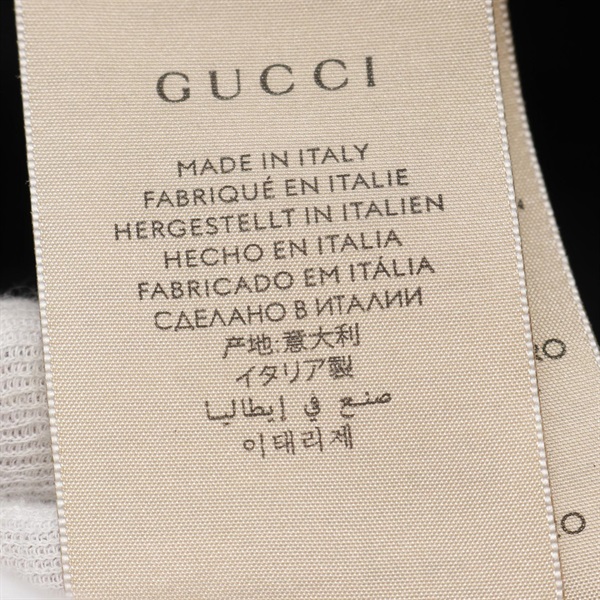 GUCCI
MADE IN ITALY
FABRIQUÉ EN ITALIE
HERGESTELLT IN ITALIEN
HECHO EN ITALIA
FABRICADO EM ITÁLIA
СДЕЛАНО В ИТАЛИИ
产地:意大利
イタリア製
صنع في إيطاليا
이태리제